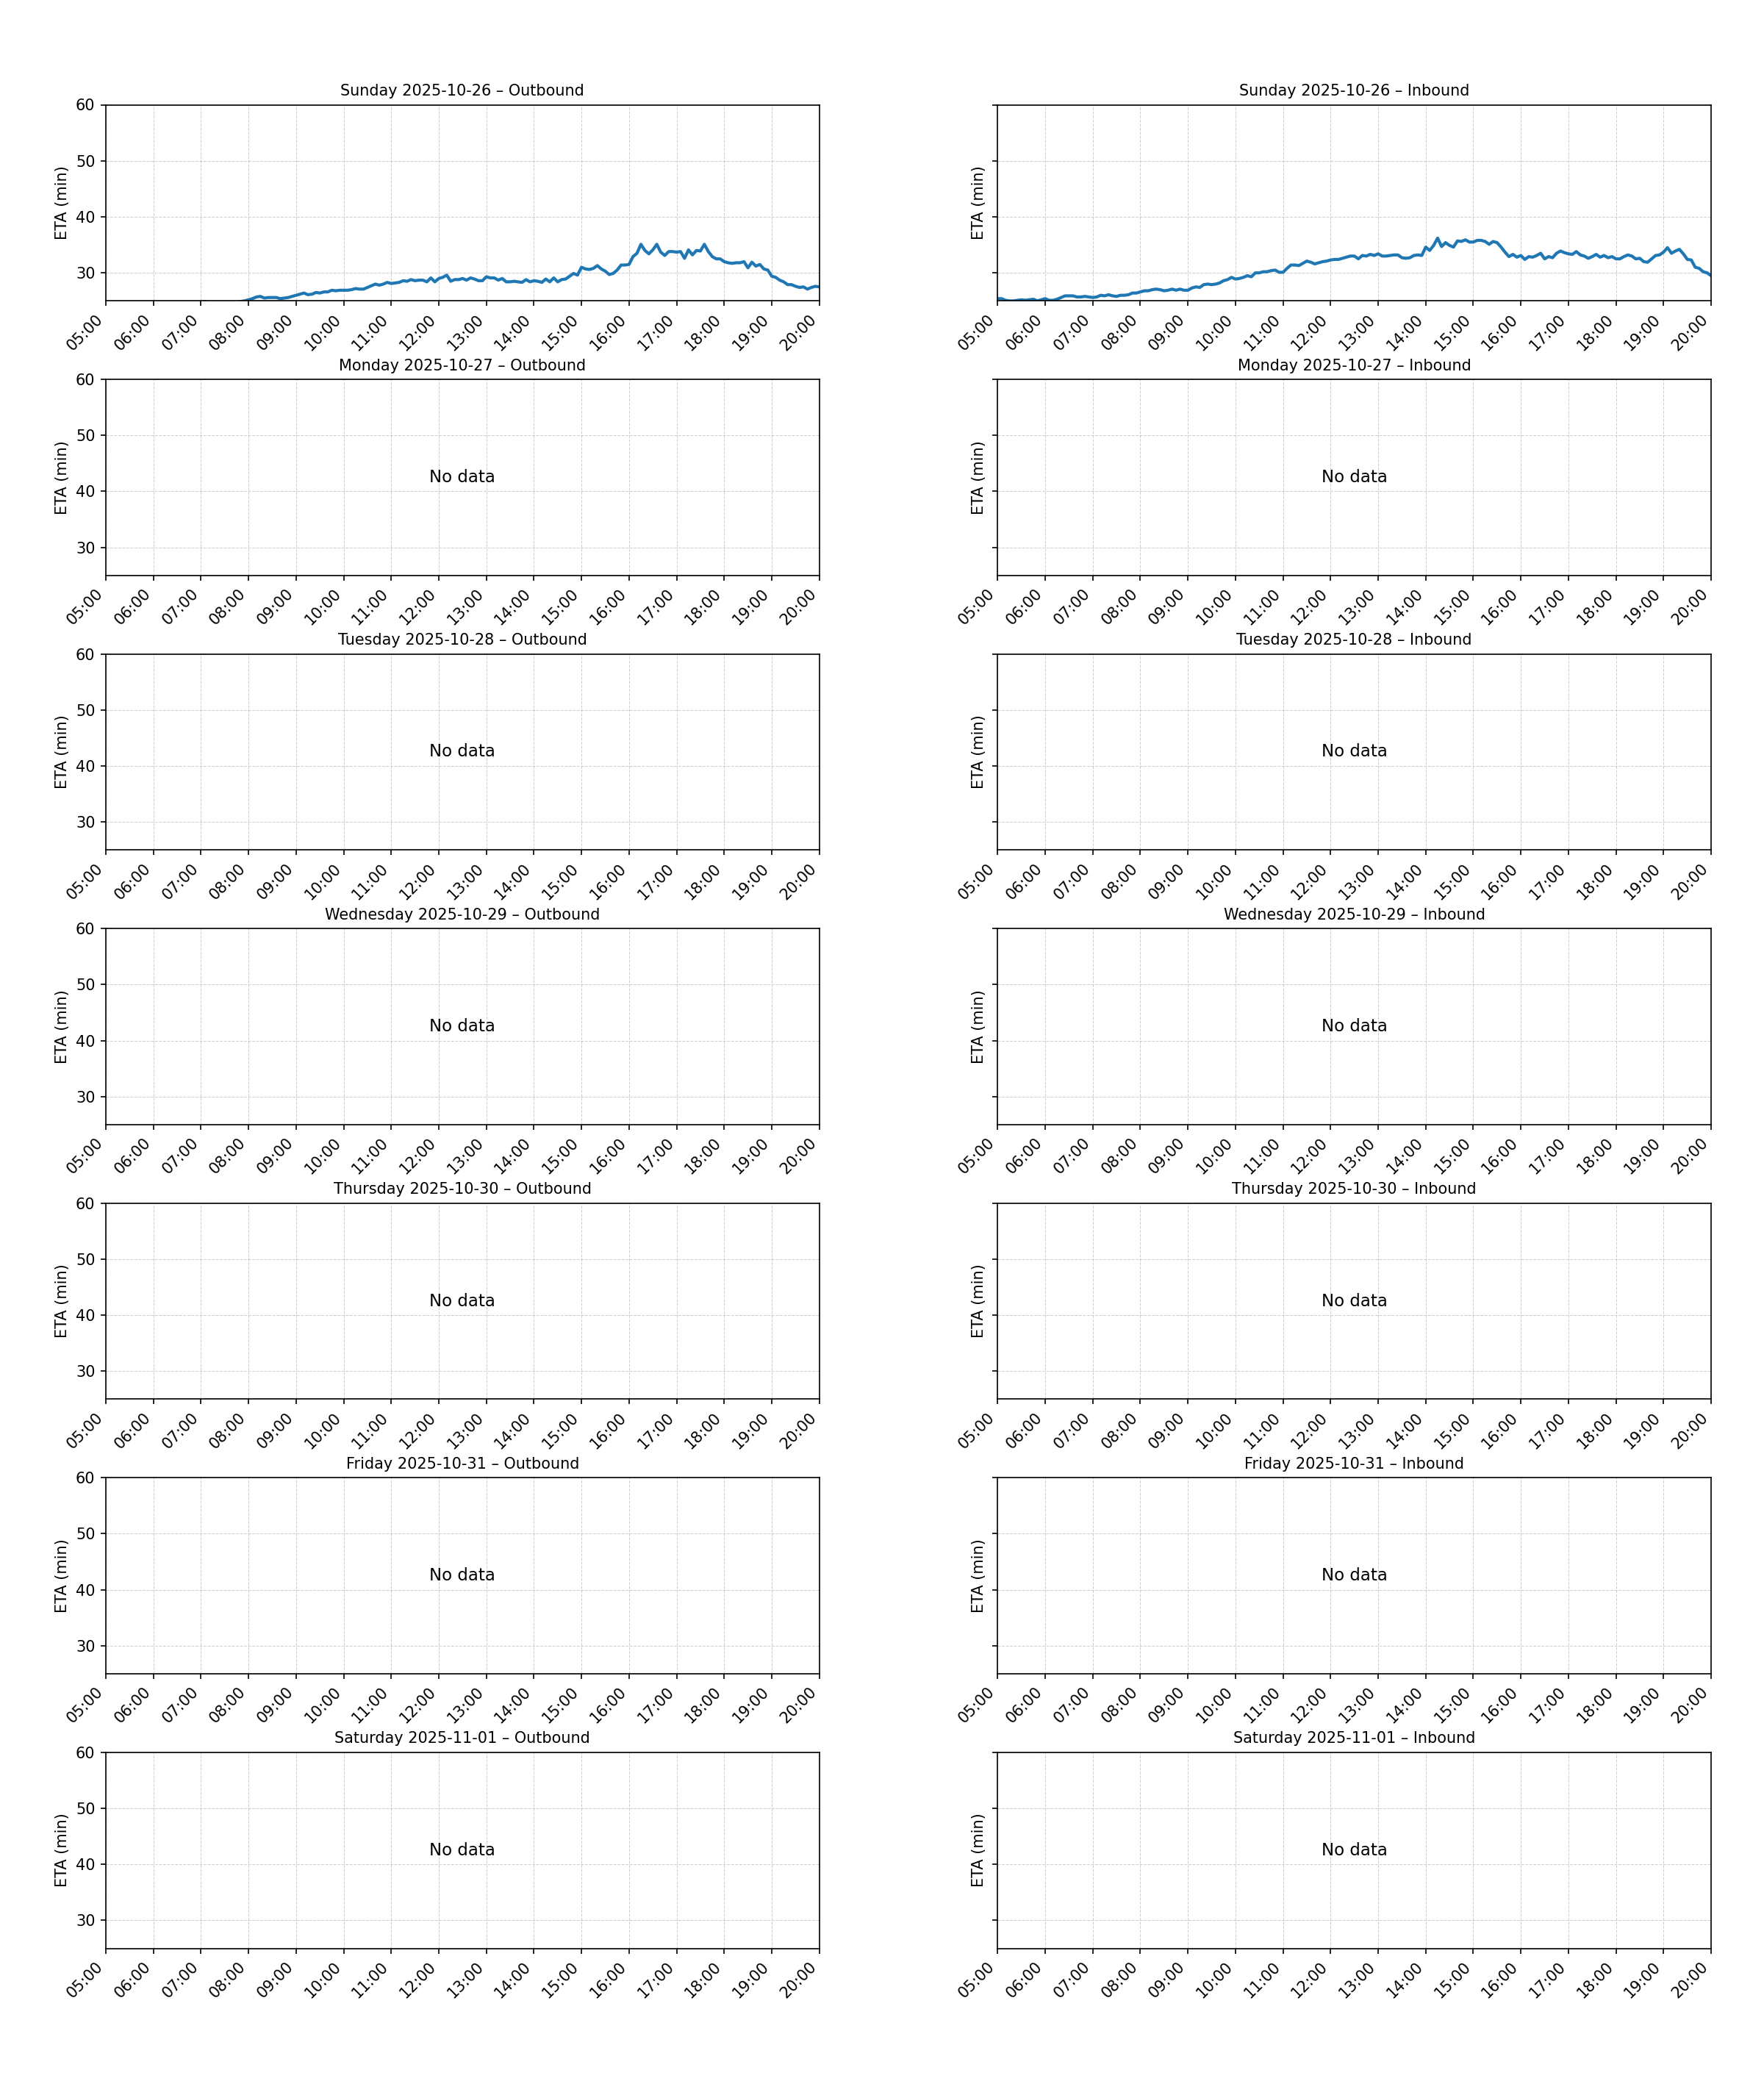 Sunday 2025-10-26 – Outbound
60
50
40
30
ETA (min)
05:00 06:00 07:00 08:00 09:00 10:00 11:00 12:00 13:00 14:00 15:00 16:00 17:00 18:00 19:00 20:00
Sunday 2025-10-26 – Inbound
ETA (min)
05:00 06:00 07:00 08:00 09:00 10:00 11:00 12:00 13:00 14:00 15:00 16:00 17:00 18:00 19:00 20:00
Monday 2025-10-27 – Outbound
60
50
40
30
ETA (min)
No data
05:00 06:00 07:00 08:00 09:00 10:00 11:00 12:00 13:00 14:00 15:00 16:00 17:00 18:00 19:00 20:00
Monday 2025-10-27 – Inbound
ETA (min)
No data
05:00 06:00 07:00 08:00 09:00 10:00 11:00 12:00 13:00 14:00 15:00 16:00 17:00 18:00 19:00 20:00
Tuesday 2025-10-28 – Outbound
60
50
40
30
ETA (min)
No data
05:00 06:00 07:00 08:00 09:00 10:00 11:00 12:00 13:00 14:00 15:00 16:00 17:00 18:00 19:00 20:00
Tuesday 2025-10-28 – Inbound
ETA (min)
No data
05:00 06:00 07:00 08:00 09:00 10:00 11:00 12:00 13:00 14:00 15:00 16:00 17:00 18:00 19:00 20:00
Wednesday 2025-10-29 – Outbound
60
50
40
30
ETA (min)
No data
05:00 06:00 07:00 08:00 09:00 10:00 11:00 12:00 13:00 14:00 15:00 16:00 17:00 18:00 19:00 20:00
Wednesday 2025-10-29 – Inbound
ETA (min)
No data
05:00 06:00 07:00 08:00 09:00 10:00 11:00 12:00 13:00 14:00 15:00 16:00 17:00 18:00 19:00 20:00
Thursday 2025-10-30 – Outbound
60
50
40
30
ETA (min)
No data
05:00 06:00 07:00 08:00 09:00 10:00 11:00 12:00 13:00 14:00 15:00 16:00 17:00 18:00 19:00 20:00
Thursday 2025-10-30 – Inbound
ETA (min)
No data
05:00 06:00 07:00 08:00 09:00 10:00 11:00 12:00 13:00 14:00 15:00 16:00 17:00 18:00 19:00 20:00
Friday 2025-10-31 – Outbound
60
50
40
30
ETA (min)
No data
05:00 06:00 07:00 08:00 09:00 10:00 11:00 12:00 13:00 14:00 15:00 16:00 17:00 18:00 19:00 20:00
Friday 2025-10-31 – Inbound
ETA (min)
No data
05:00 06:00 07:00 08:00 09:00 10:00 11:00 12:00 13:00 14:00 15:00 16:00 17:00 18:00 19:00 20:00
Saturday 2025-11-01 – Outbound
60
50
40
30
ETA (min)
No data
05:00 06:00 07:00 08:00 09:00 10:00 11:00 12:00 13:00 14:00 15:00 16:00 17:00 18:00 19:00 20:00
Saturday 2025-11-01 – Inbound
ETA (min)
No data
05:00 06:00 07:00 08:00 09:00 10:00 11:00 12:00 13:00 14:00 15:00 16:00 17:00 18:00 19:00 20:00